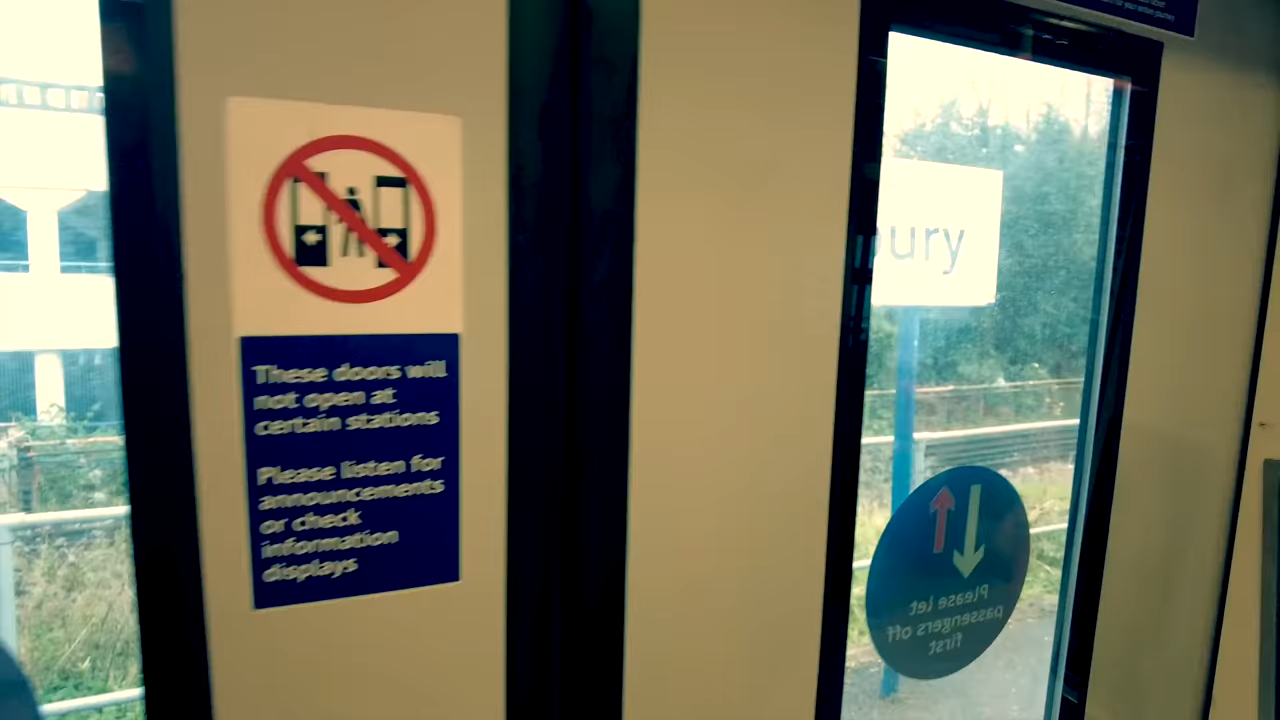 These doors will
not open at
certain stations
Please listen for
announcements
or check
information
displays
bury
Please let
passengers off
first